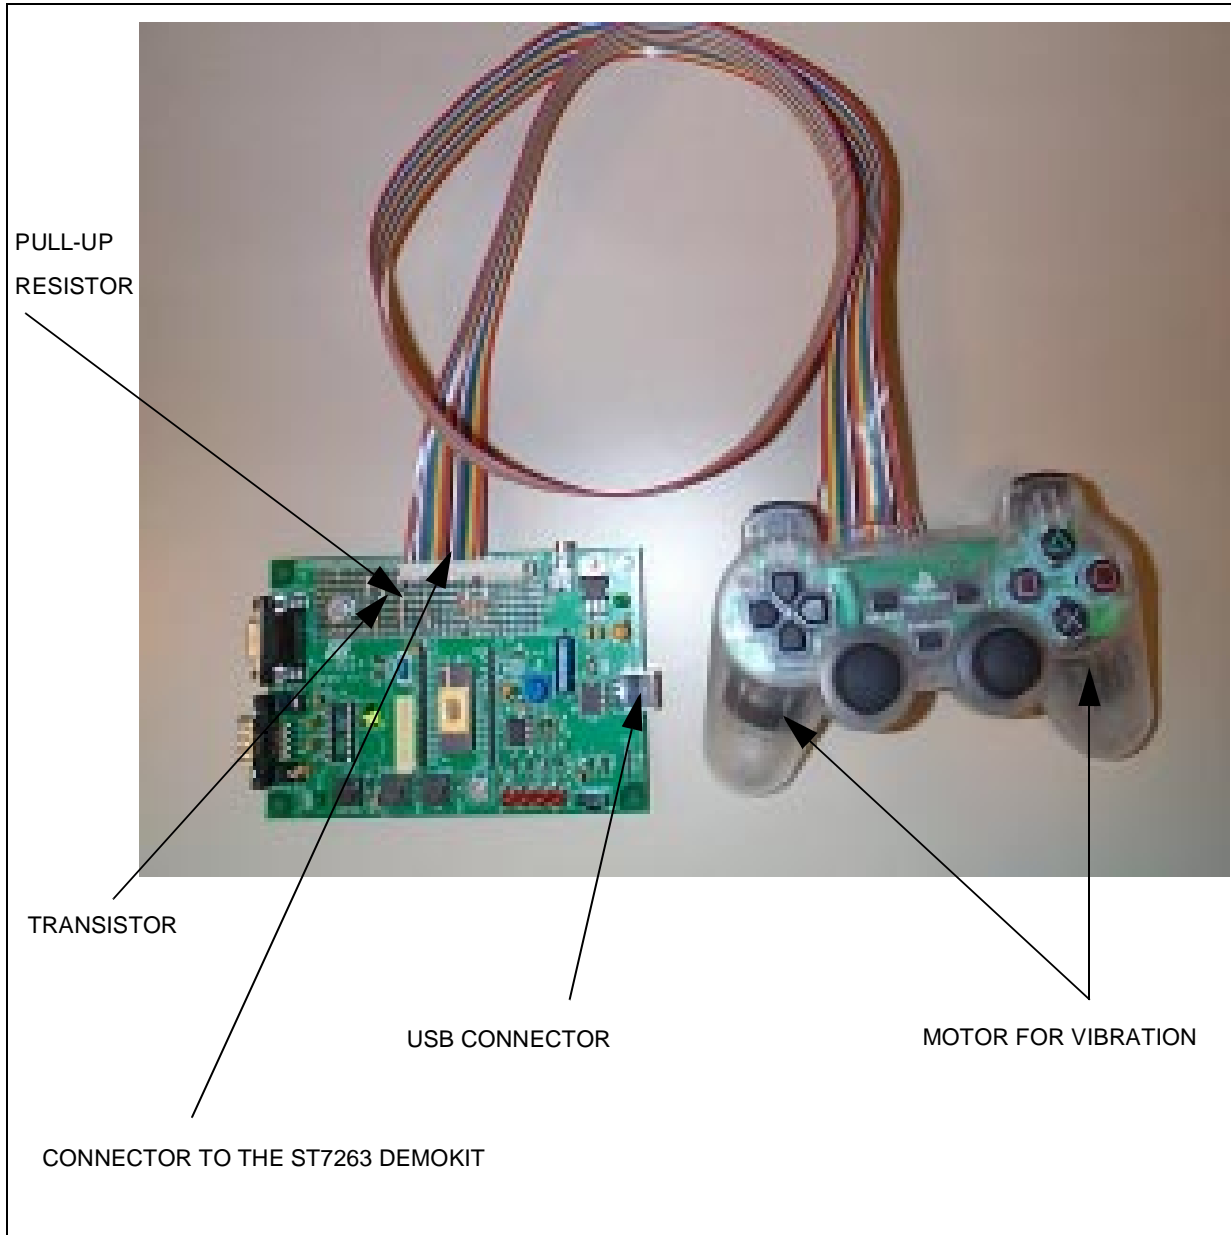 PULL-UP
RESISTOR
TRANSISTOR
USB CONNECTOR
MOTOR FOR VIBRATION
CONNECTOR TO THE ST7263 DEMOKIT